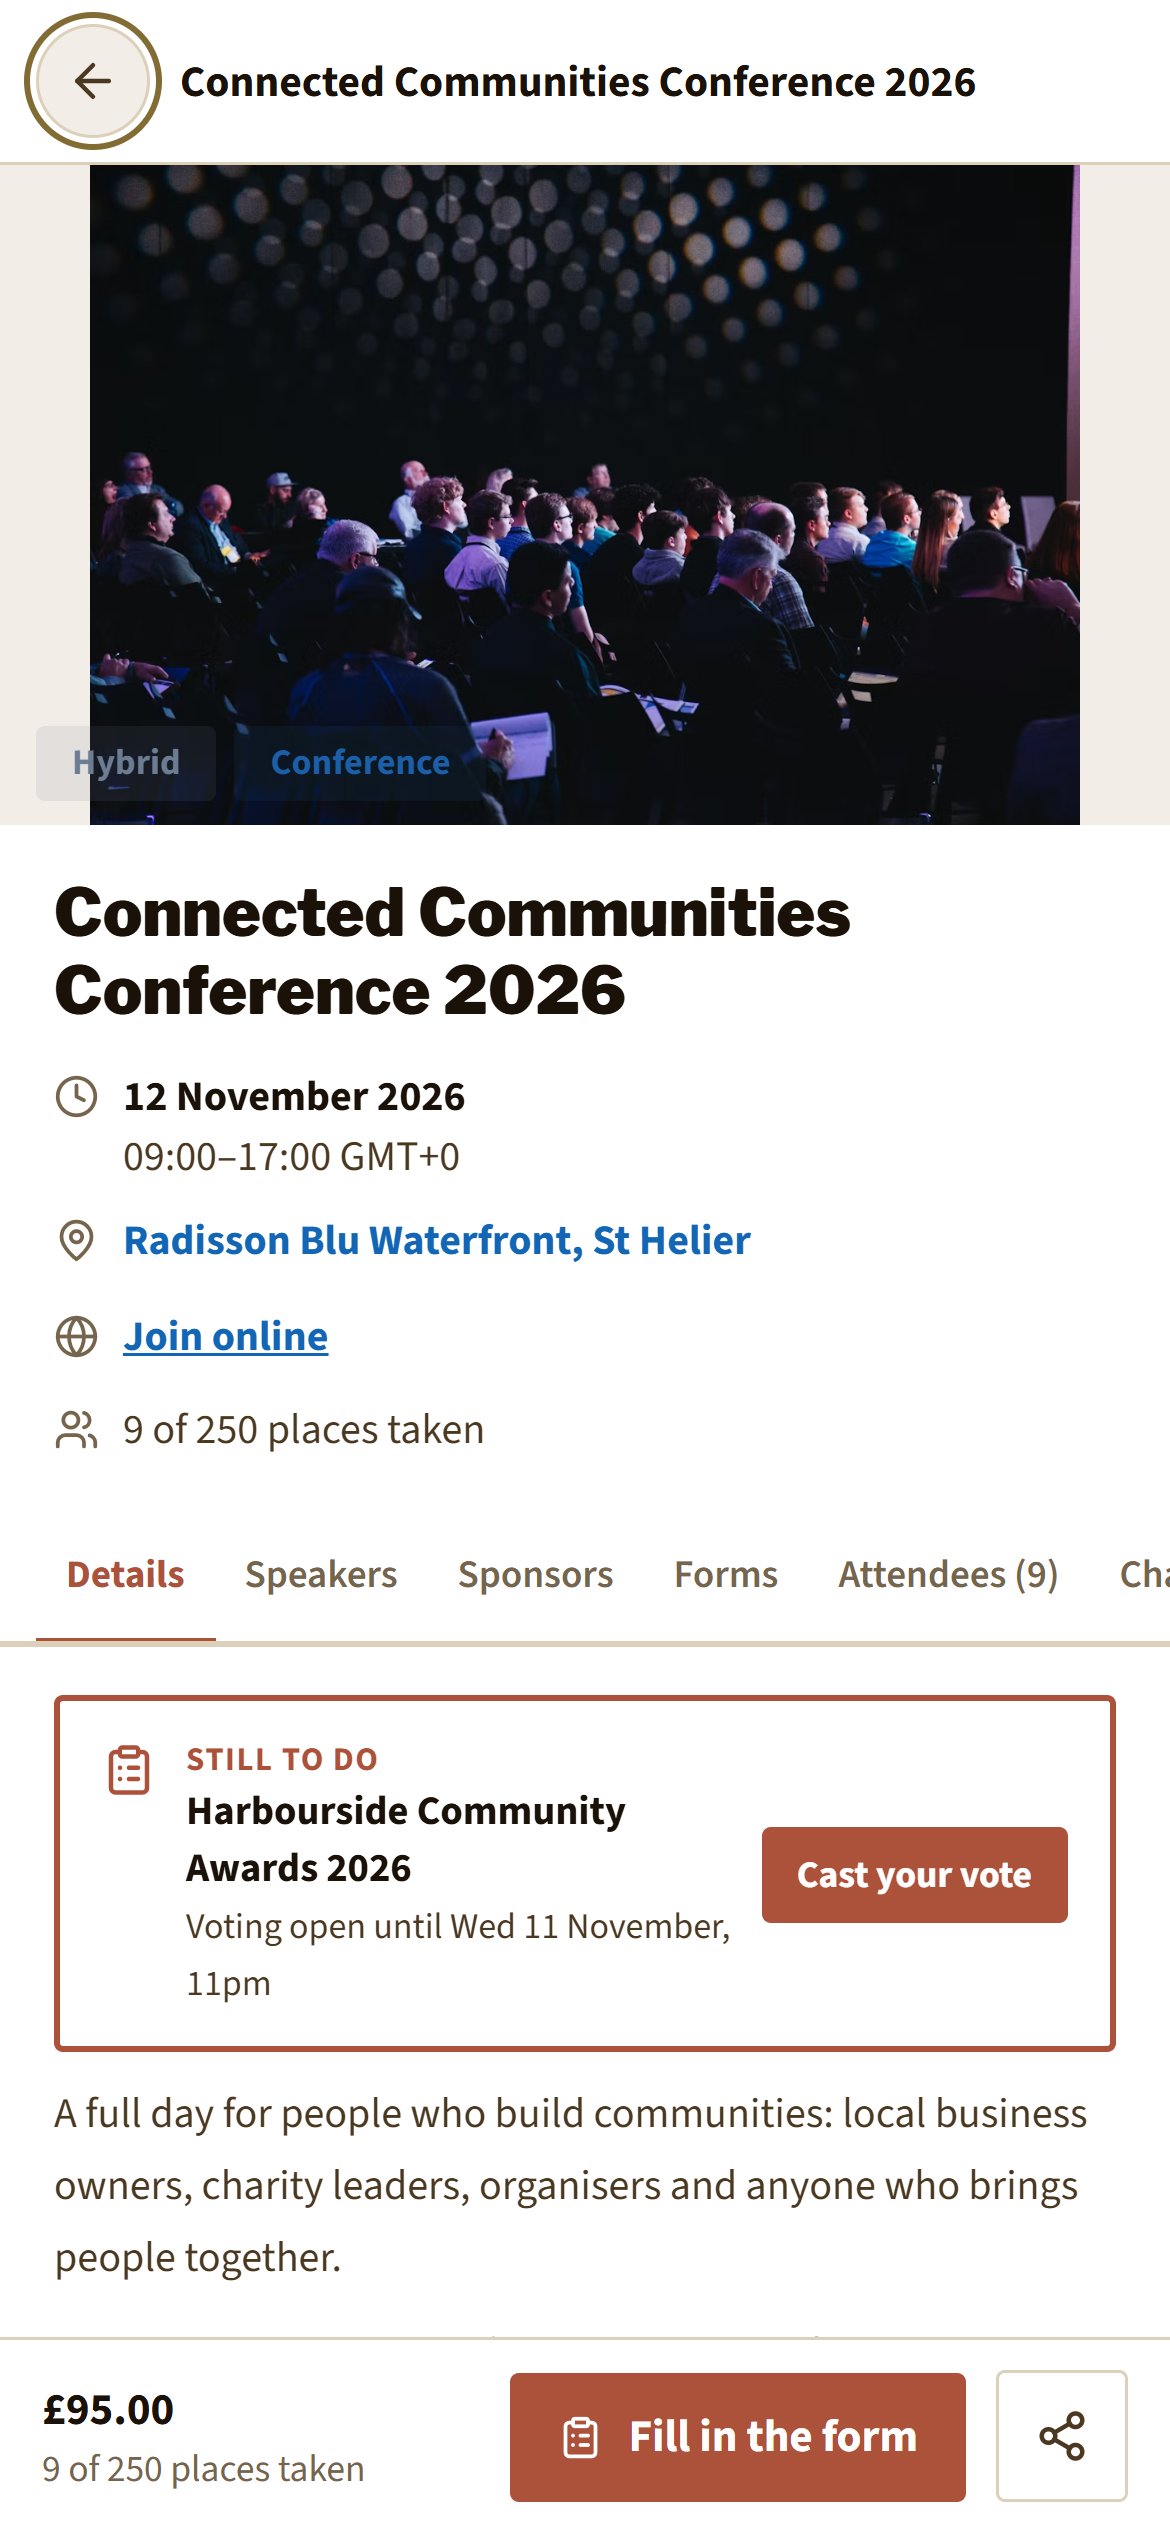 Connected Communities Conference 2026
Hybrid
Conference
Connected Communities
Conference 2026
12 November 2026
09:00–17:00 GMT+0
Radisson Blu Waterfront, St Helier
Join online
9 of 250 places taken
Details
Speakers
Sponsors
Forms
Attendees (9)
Cha
STILL TO DO
Harbourside Community
Awards 2026
Voting open until Wed 11 November,
11pm
Cast your vote
A full day for people who build communities: local business
owners, charity leaders, organisers and anyone who brings
people together.
£95.00
9 of 250 places taken
Fill in the form